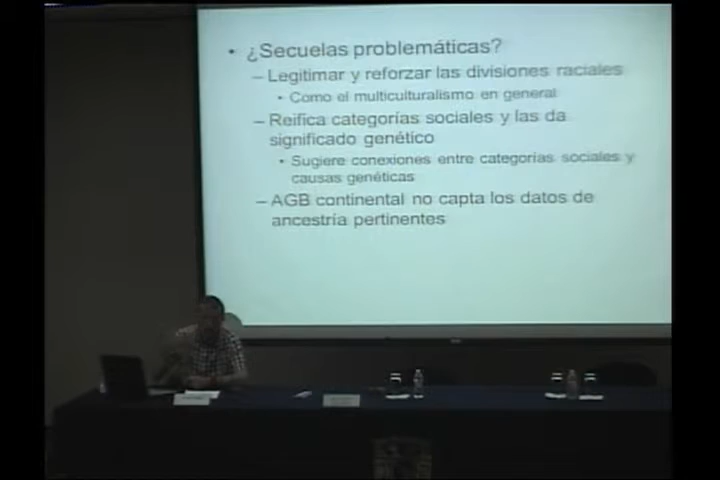 • ¿Secuelas problemáticas?
– Legitimar y reforzar las divisiones raciales
• Como el multiculturalismo en general
– Reifica categorías sociales y las da
significado genético
• Sugiere conexiones entre categorías sociales y
causas genéticas
– AGB continental no capta los datos de
ancestría pertinentes